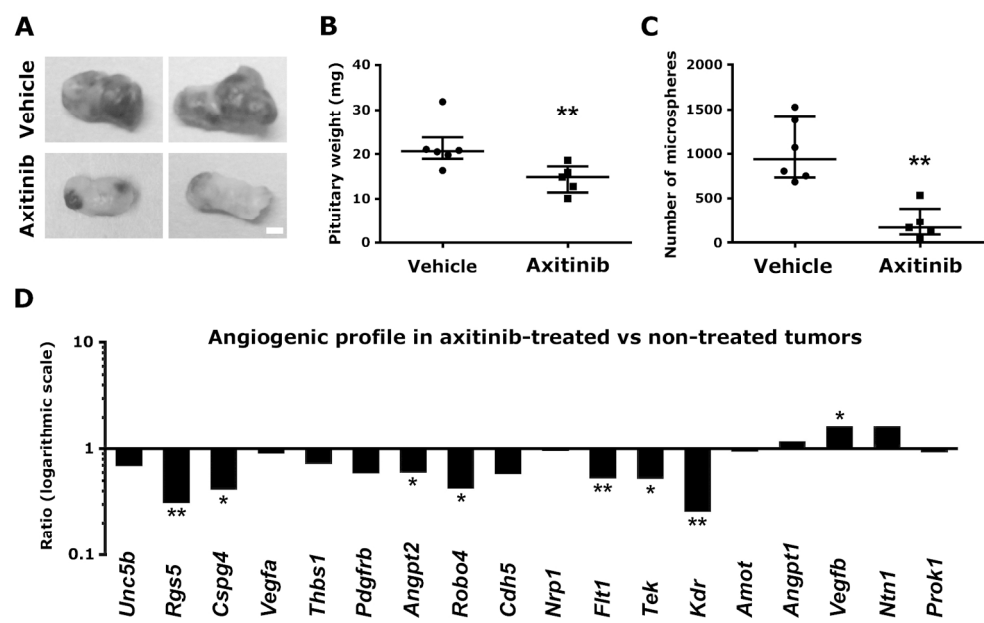 A
Vehicle
Axitinib
B
Pituitary weight (mg)
40
30
20
10
0
**
Vehicle
Axitinib
C
Number of microspheres
2000
1500
1000
500
0
**
Vehicle
Axitinib
D
Angiogenic profile in axitinib-treated vs non-treated tumors
Ratio (logarithmic scale)
10
1
0.1
**
*
*
*
**
*
**
*
Unc5b
Rgs5
Cspg4
Vegfa
Thbs1
Pdgfrb
Angpt2
Robo4
Cdh5
Nrp1
Flt1
Tek
Kdr
Amot
Angpt1
Vegfb
Ntn1
Prok1